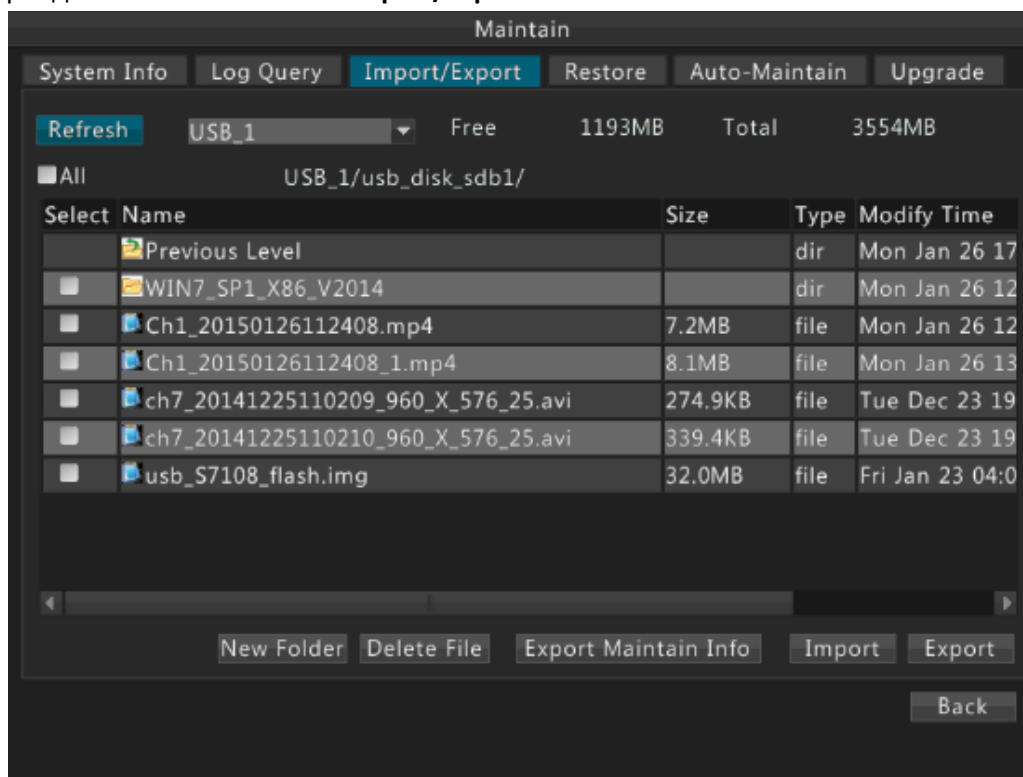 Maintain
System Info Log Query Import/Export Restore Auto-Maintain Upgrade
Refresh USB_1 Free 1193MB Total 3554MB
All USB_1/usb_disk_sdb1/
Select Name Size Type Modify Time
Previous Level dir Mon Jan 26 17
WIN7_SP1_X86_V2014 dir Mon Jan 26 12
Ch1_20150126112408.mp4 7.2MB file Mon Jan 26 12
Ch1_20150126112408_1.mp4 8.1MB file Mon Jan 26 13
ch7_20141225110209_960_X_576_25.avi 274.9KB file Tue Dec 23 19
ch7_20141225110210_960_X_576_25.avi 339.4KB file Tue Dec 23 19
usb_S7108_flash.img 32.0MB file Fri Jan 23 04:0
New Folder Delete File Export Maintain Info Import Export
Back